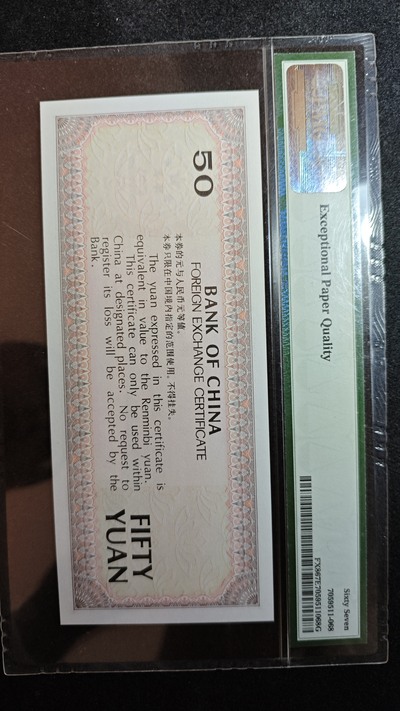 Exceptional Paper Quality
Sixty Seven
7059511-068
FX867E7059511068G
50
BANK OF CHINA
FOREIGN EXCHANGE CERTIFICATE
本券的元与人民币元等值。
本券只限在中国境内指定的范围使用，不得挂失。
The yuan expressed in this certificate is
equivalent in value to the Renminbi yuan.
This certificate can only be used within
China at designated places. No request to
register its loss will be accepted by the
Bank.
FIFTY
YUAN